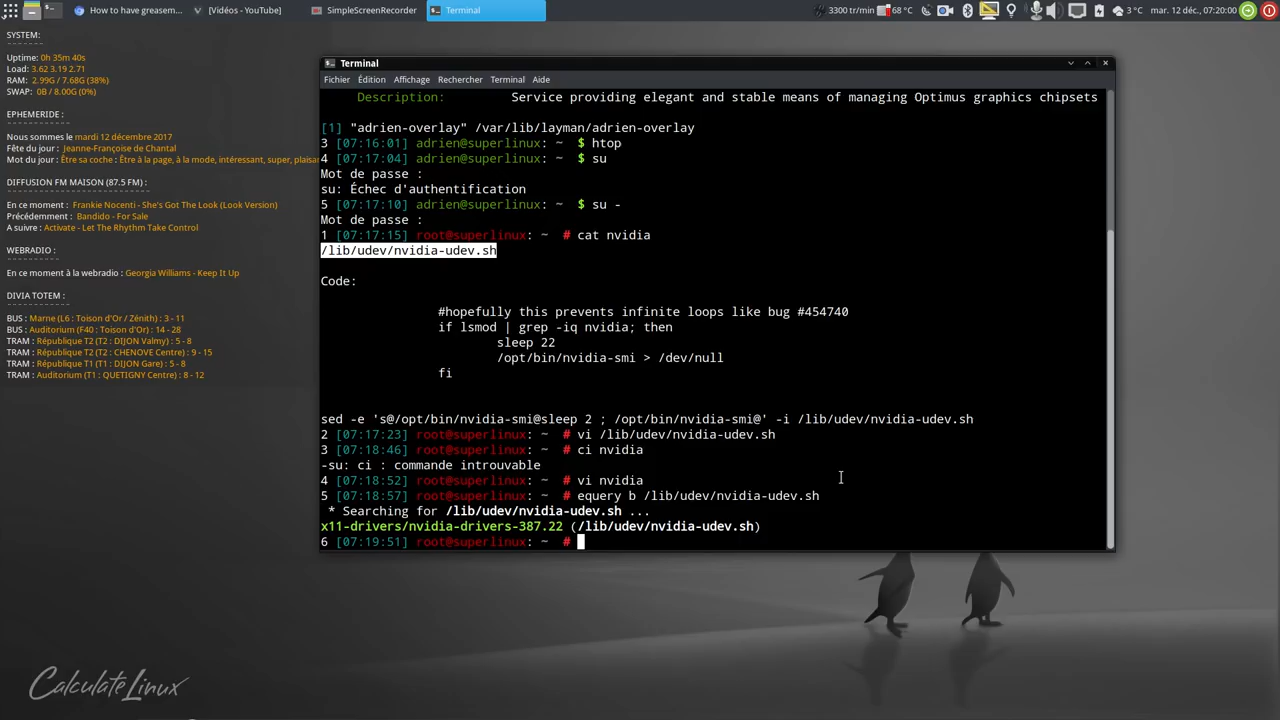 How to have greasem...
[Vidéos - YouTube]
SimpleScreenRecorder
Terminal
3300 tr/min
68 °C
3 °C
mar. 12 déc., 07:20:00
SYSTEM:
Uptime: 0h 35m 40s
Load: 3.62 3.19 2.71
RAM: 2.99G / 7.68G (38%)
SWAP: 0B / 8.00G (0%)
EPHEMERIDE :
Nous sommes le mardi 12 décembre 2017
Fête du jour : Jeanne-Françoise de Chantal
Mot du jour : Être sa coche : Être à la page, à la mode, intéressant, super, plaisan
DIFFUSION FM MAISON (87.5 FM) :
En ce moment : Frankie Nocenti - She's Got The Look (Look Version)
Précédemment : Bandido - For Sale
A suivre : Activate - Let The Rhythm Take Control
WEBRADIO :
En ce moment à la webradio : Georgia Williams - Keep It Up
DIVIA TOTEM :
BUS : Marne (L6 : Toison d'Or / Zénith) : 3 - 11
BUS : Auditorium (F40 : Toison d'Or) : 14 - 28
TRAM : République T2 (T2 : DIJON Valmy) : 5 - 8
TRAM : République T2 (T2 : CHENOVE Centre) : 9 - 15
TRAM : République T1 (T1 : DIJON Gare) : 5 - 8
TRAM : Auditorium (T1 : QUETIGNY Centre) : 8 - 12
Terminal
Fichier Édition Affichage Rechercher Terminal Aide
Description: Service providing elegant and stable means of managing Optimus graphics chipsets
[1] "adrien-overlay" /var/lib/layman/adrien-overlay
3 [07:16:01] adrien@superlinux: ~ $ htop
4 [07:17:04] adrien@superlinux: ~ $ su
Mot de passe :
su: Échec d'authentification
5 [07:17:10] adrien@superlinux: ~ $ su -
Mot de passe :
1 [07:17:15] root@superlinux: ~ # cat nvidia
/lib/udev/nvidia-udev.sh
Code:
#hopefully this prevents infinite loops like bug #454740
if lsmod | grep -iq nvidia; then
sleep 22
/opt/bin/nvidia-smi > /dev/null
fi
sed -e 's@/opt/bin/nvidia-smi@sleep 2 ; /opt/bin/nvidia-smi@' -i /lib/udev/nvidia-udev.sh
2 [07:17:23] root@superlinux: ~ # vi /lib/udev/nvidia-udev.sh
3 [07:18:46] root@superlinux: ~ # ci nvidia
-su: ci : commande introuvable
4 [07:18:52] root@superlinux: ~ # vi nvidia
5 [07:18:57] root@superlinux: ~ # equery b /lib/udev/nvidia-udev.sh
* Searching for /lib/udev/nvidia-udev.sh ...
x11-drivers/nvidia-drivers-387.22 (/lib/udev/nvidia-udev.sh)
6 [07:19:51] root@superlinux: ~ #
Calculate Linux